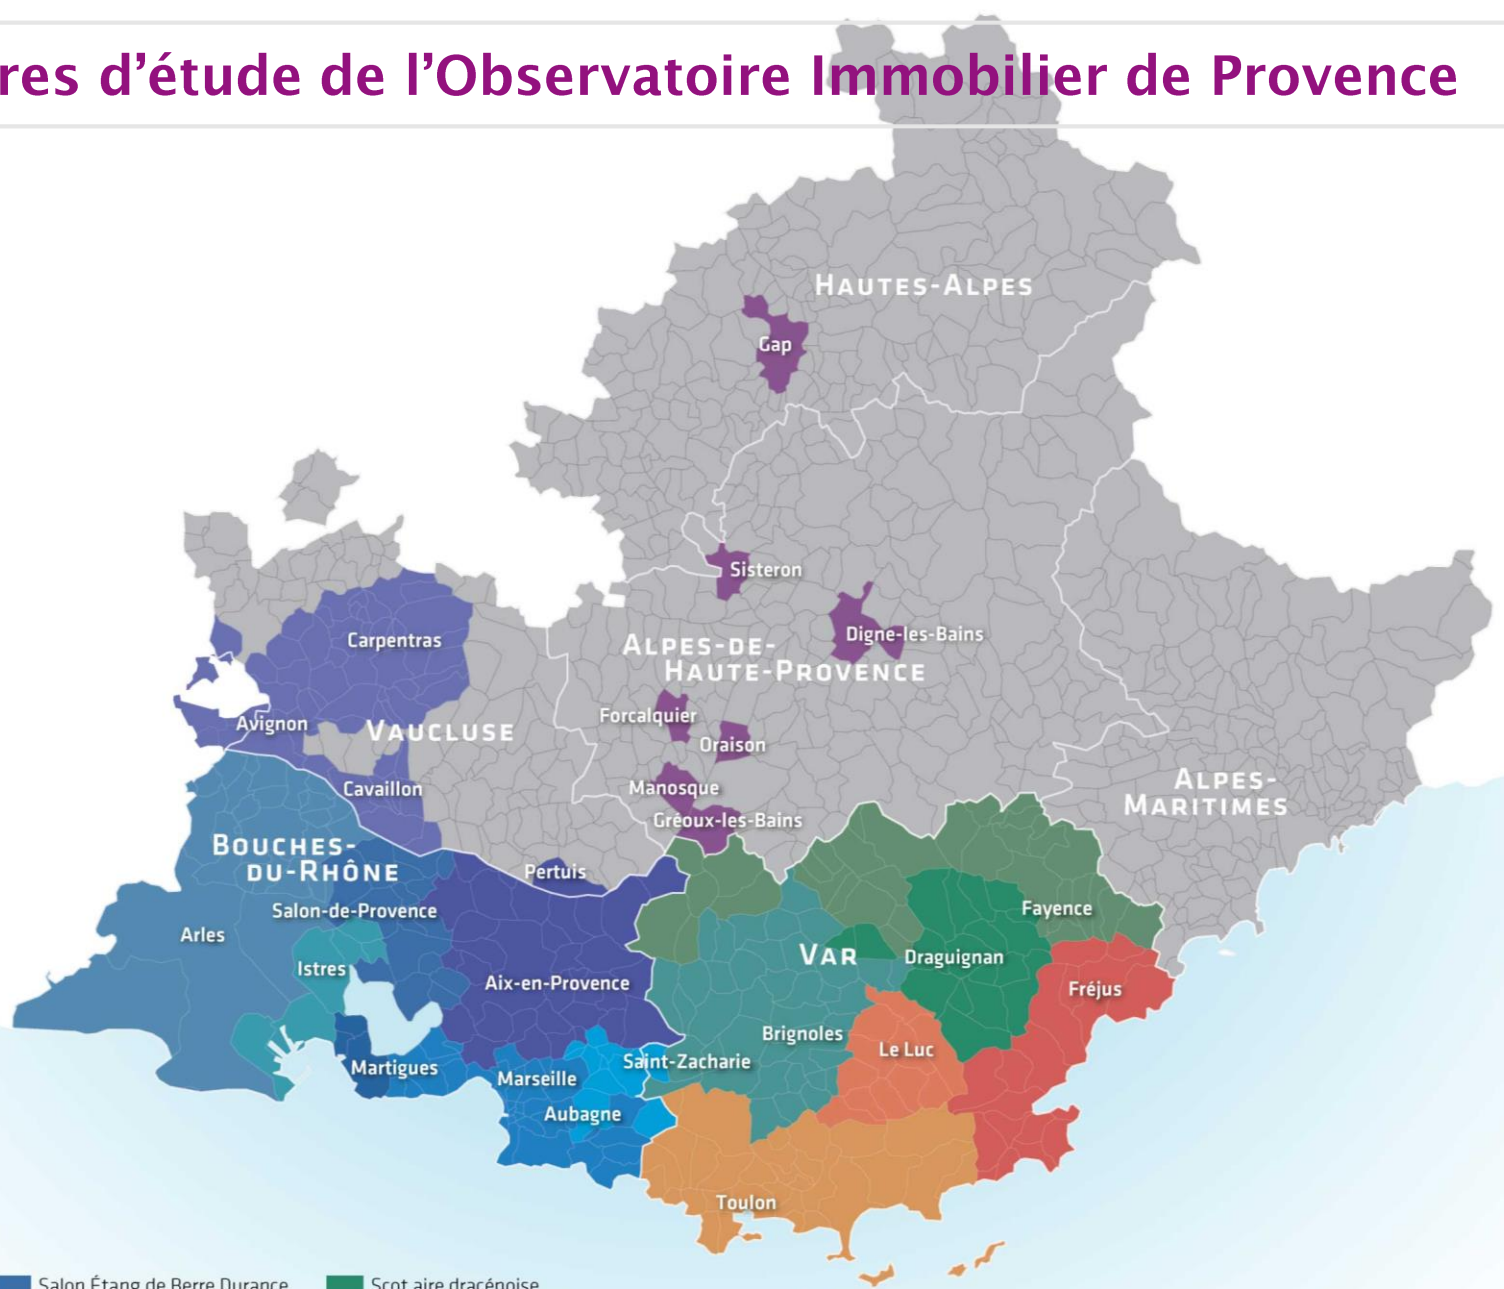 res d'étude de l'Observatoire Immobilier de Provence
HAUTES-ALPES
Gap
Sisteron
Digne-les-Bains
ALPES-DE-
HAUTE-PROVENCE
Carpentras
Forcalquier
Avignon
VAUCLUSE
Oraison
Manosque
Cavaillon
ALPES-
MARITIMES
Gréoux-les-Bains
BOUCHES-
DU-RHÔNE
Pertuis
Salon-de-Provence
Fayence
Arles
VAR
Draguignan
Istres
Aix-en-Provence
Fréjus
Brignoles
Le Luc
Saint-Zacharie
Martigues
Marseille
Aubagne
Toulon
Salon Étang de Berre Durance
Scot aire dracénoise